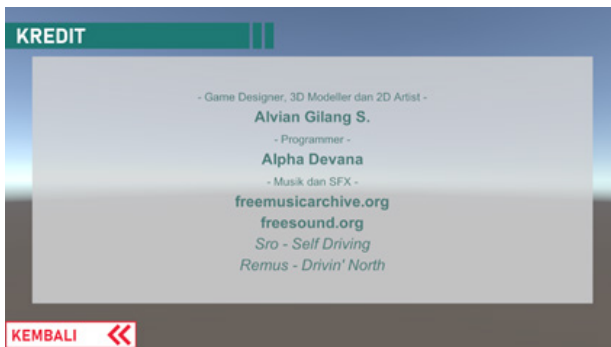 KREDIT
- Game Designer, 3D Modeller dan 2D Artist -
Alvian Gilang S.
- Programmer -
Alpha Devana
- Musik dan SFX -
freemusicarchive.org
freesound.org
Sro - Self Driving
Remus - Drivin' North
KEMBALI